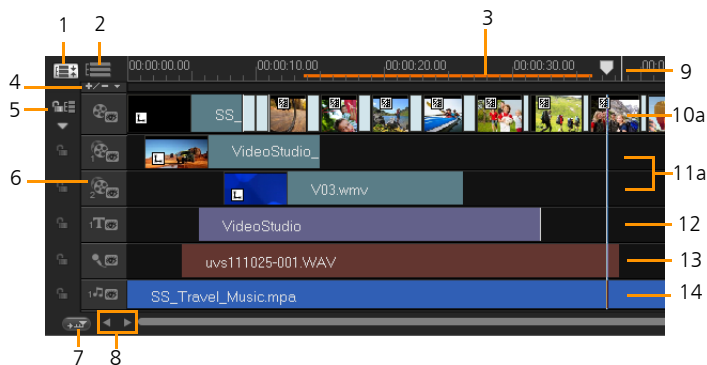 1 2 3
00:00:00.00 00:00:10.00 00:00:20.00 00:00:30.00 00:0
9
4
+/-
5
L SS_
10a
1 L VideoStudio_
11a
6
2 L V03.wmv
1T VideoStudio
12
uvs111025-001.WAV
13
1 SS_Travel_Music.mpa
14
7 8